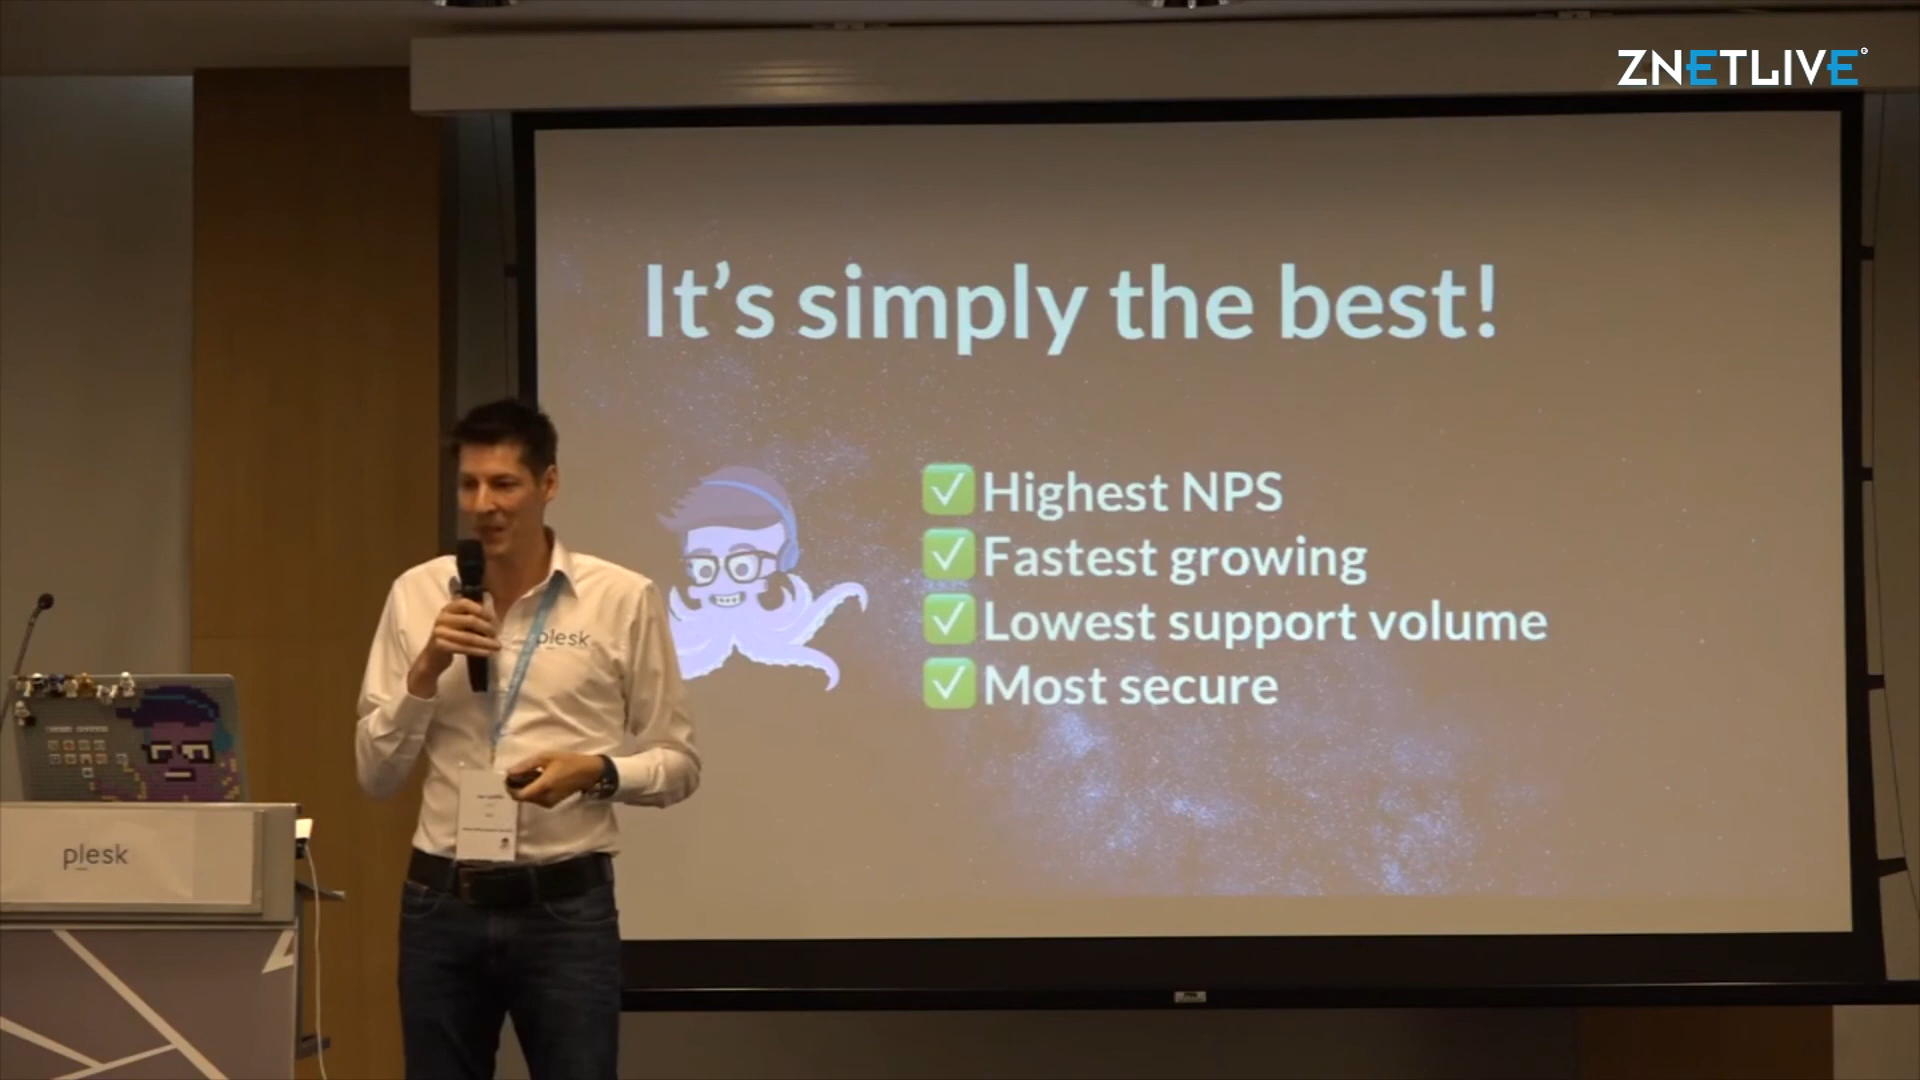 ZNETLIVE®
It's simply the best!
✅ Highest NPS
✅ Fastest growing
✅ Lowest support volume
✅ Most secure
plesk
plesk